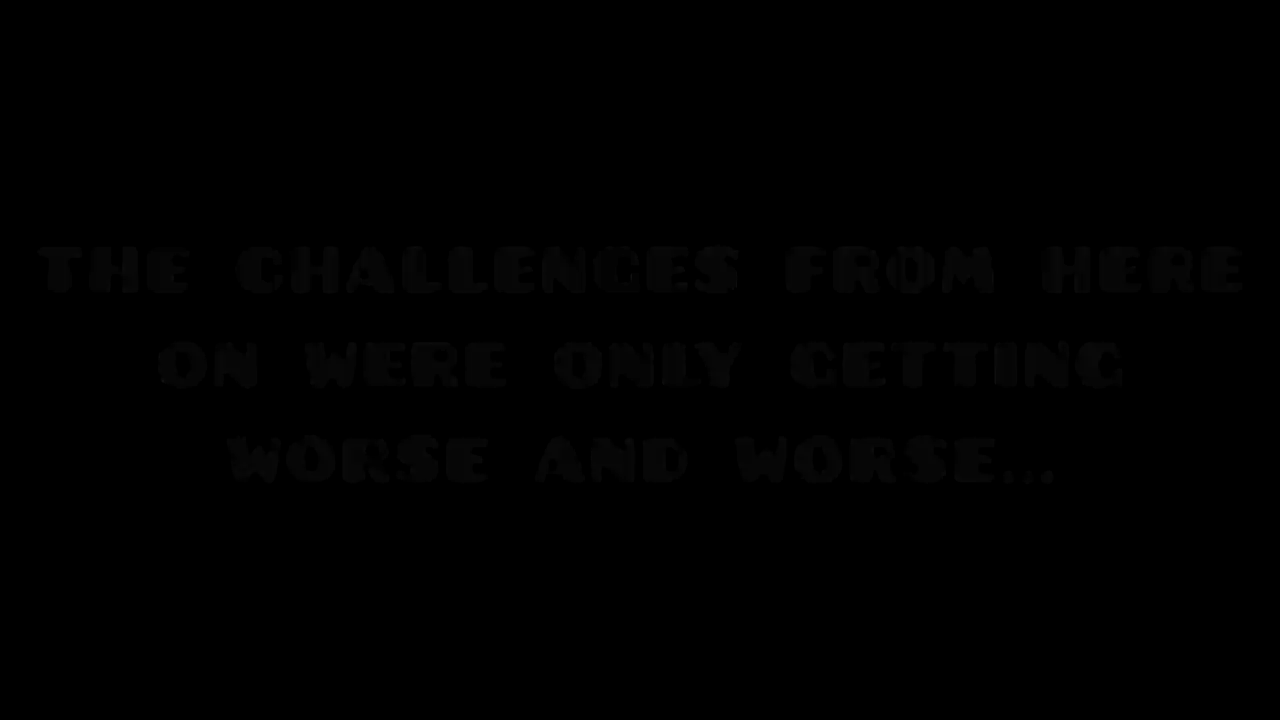 THE CHALLENGES FROM HERE
ON WERE ONLY GETTING
WORSE AND WORSE...